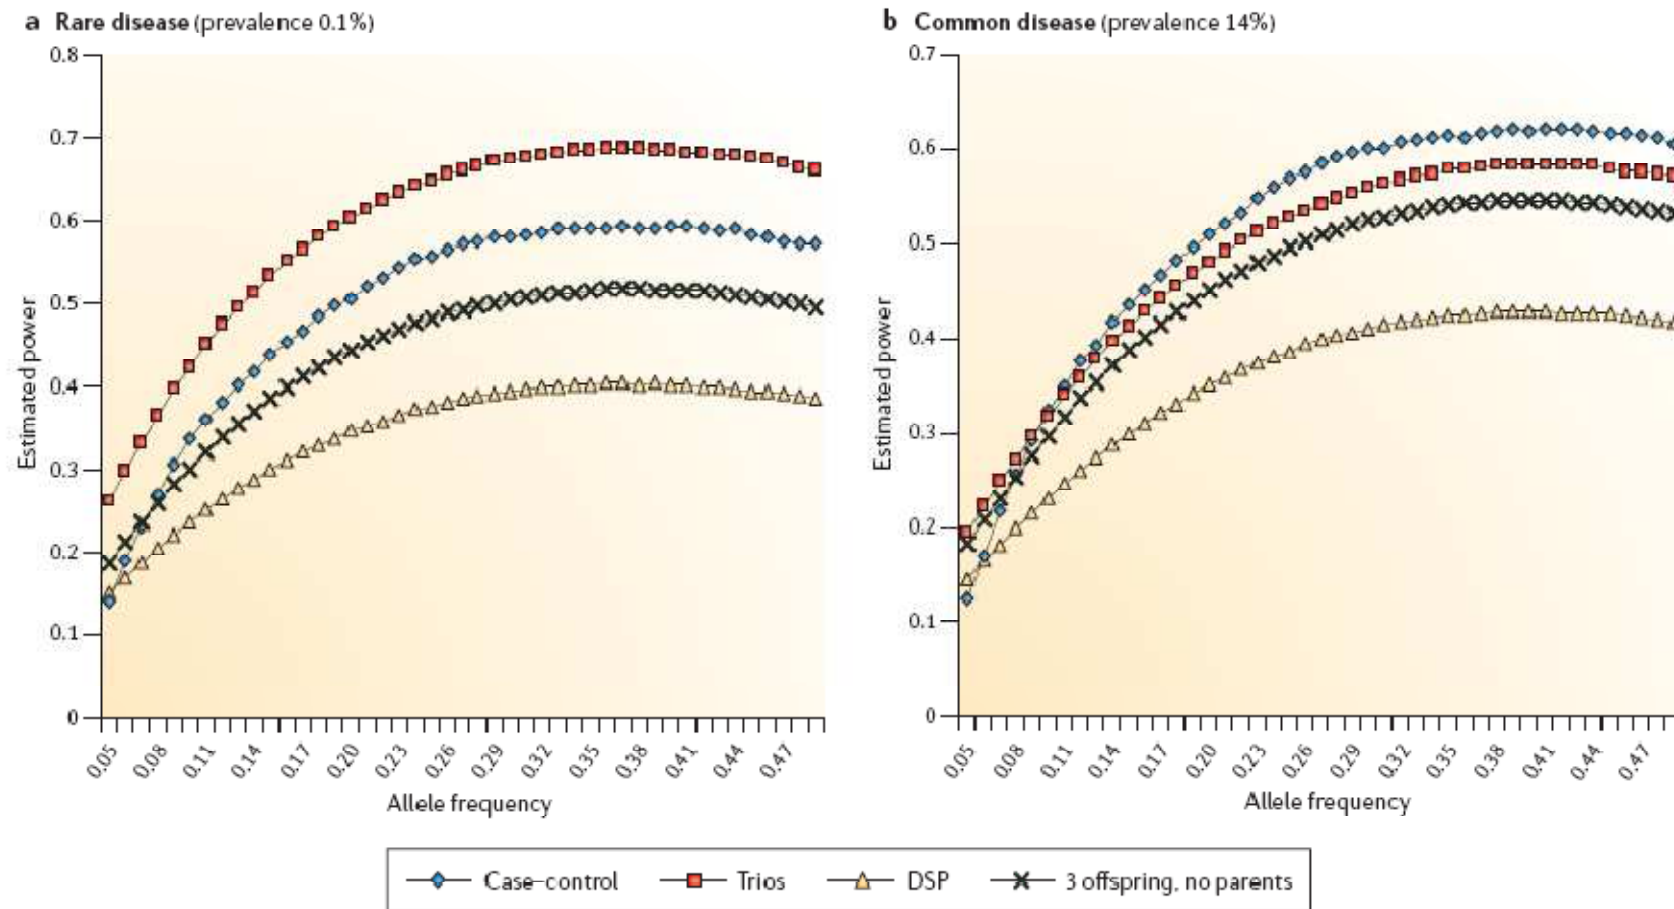 a Rare disease (prevalence 0.1%)
0.8
0.7
0.6
0.5
0.4
0.3
0.2
0.1
0
Estimated power
0.05 0.08 0.11 0.14 0.17 0.20 0.23 0.26 0.29 0.32 0.35 0.38 0.41 0.44 0.47
Allele frequency
b Common disease (prevalence 14%)
0.7
0.6
0.5
0.4
0.3
0.2
0.1
0
Estimated power
0.05 0.08 0.11 0.14 0.17 0.20 0.23 0.26 0.29 0.32 0.35 0.38 0.41 0.44 0.47
Allele frequency
Case–control Trios DSP 3 offspring, no parents